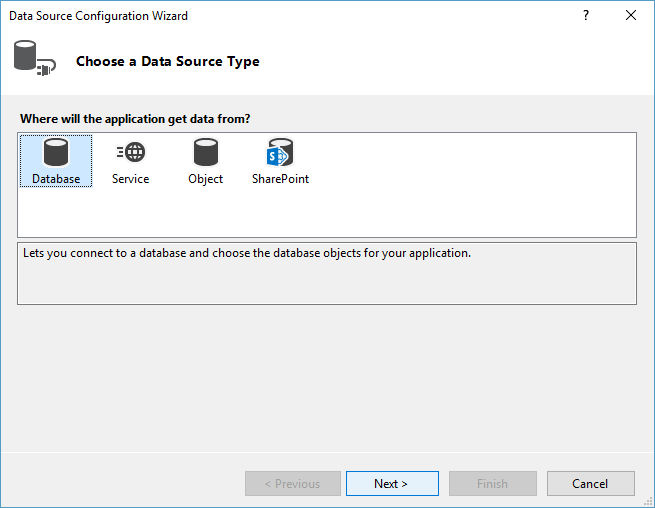 Data Source Configuration Wizard
?
Choose a Data Source Type
Where will the application get data from?
Database Service Object SharePoint
Lets you connect to a database and choose the database objects for your application.
< Previous Next > Finish Cancel